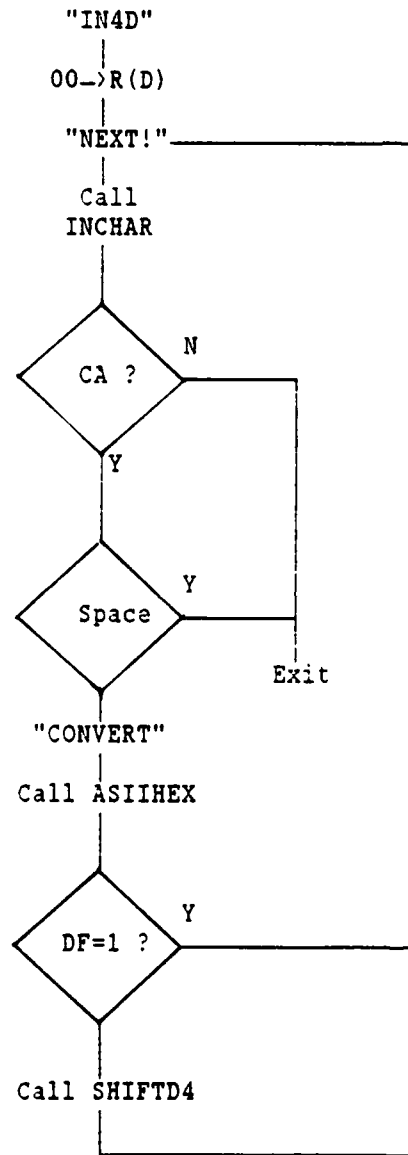 "IN4D"
00->R(D)
"NEXT!"
Call
INCHAR
N
CA ?
Y
Y
Space
Exit
"CONVERT"
Call ASIIHEX
Y
DF=1 ?
Call SHIFTD4